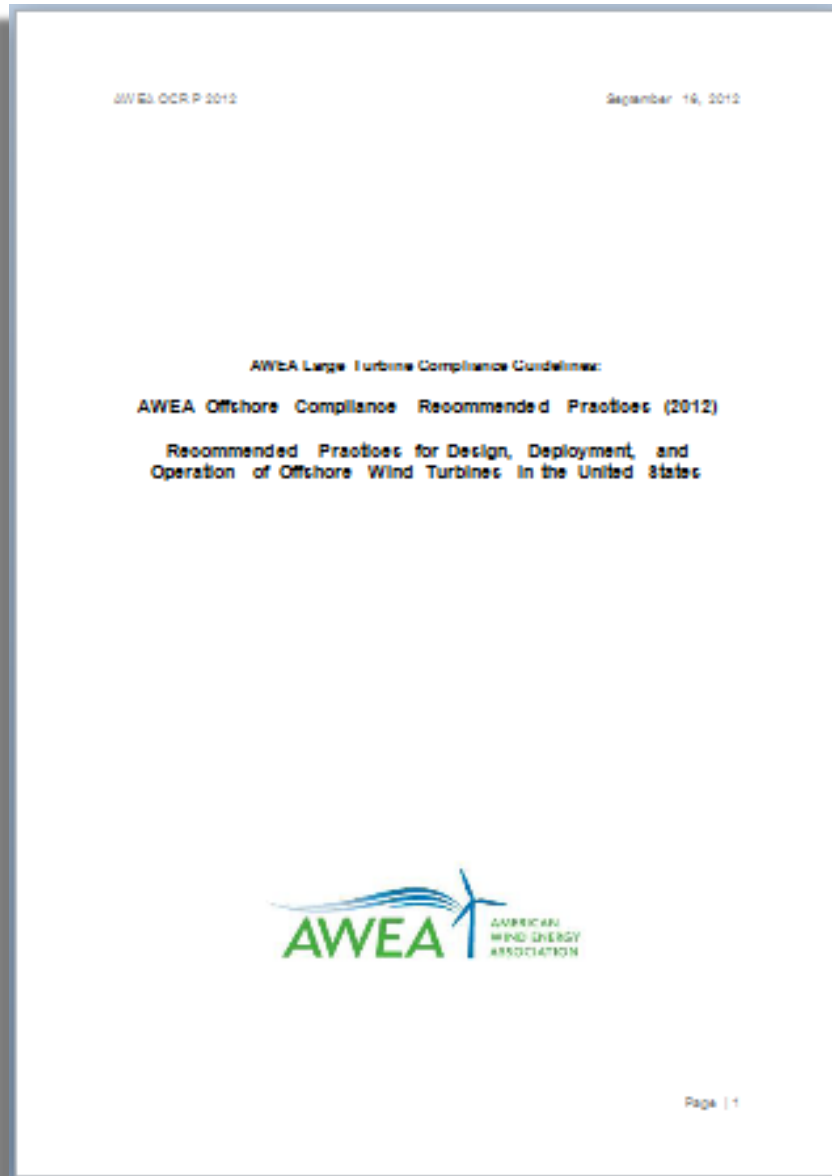 AWEA OCRP 2012
September 16, 2012
AWEA Large Turbine Compliance Guidelines:
AWEA Offshore Compliance Recommended Practices (2012)
Recommended Practices for Design, Deployment, and
Operation of Offshore Wind Turbines in the United States
AWEA
AMERICAN
WIND ENERGY
ASSOCIATION
Page | 1